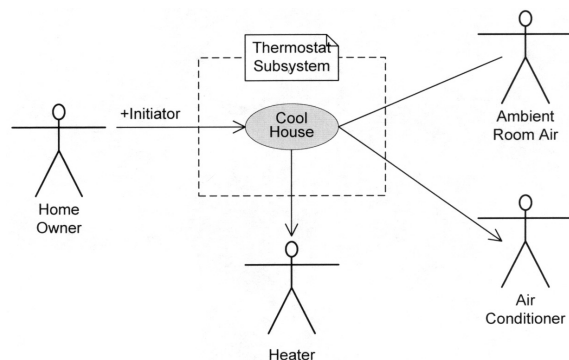 Thermostat
Subsystem
+Initiator
Cool
House
Ambient
Room Air
Home
Owner
Air
Conditioner
Heater